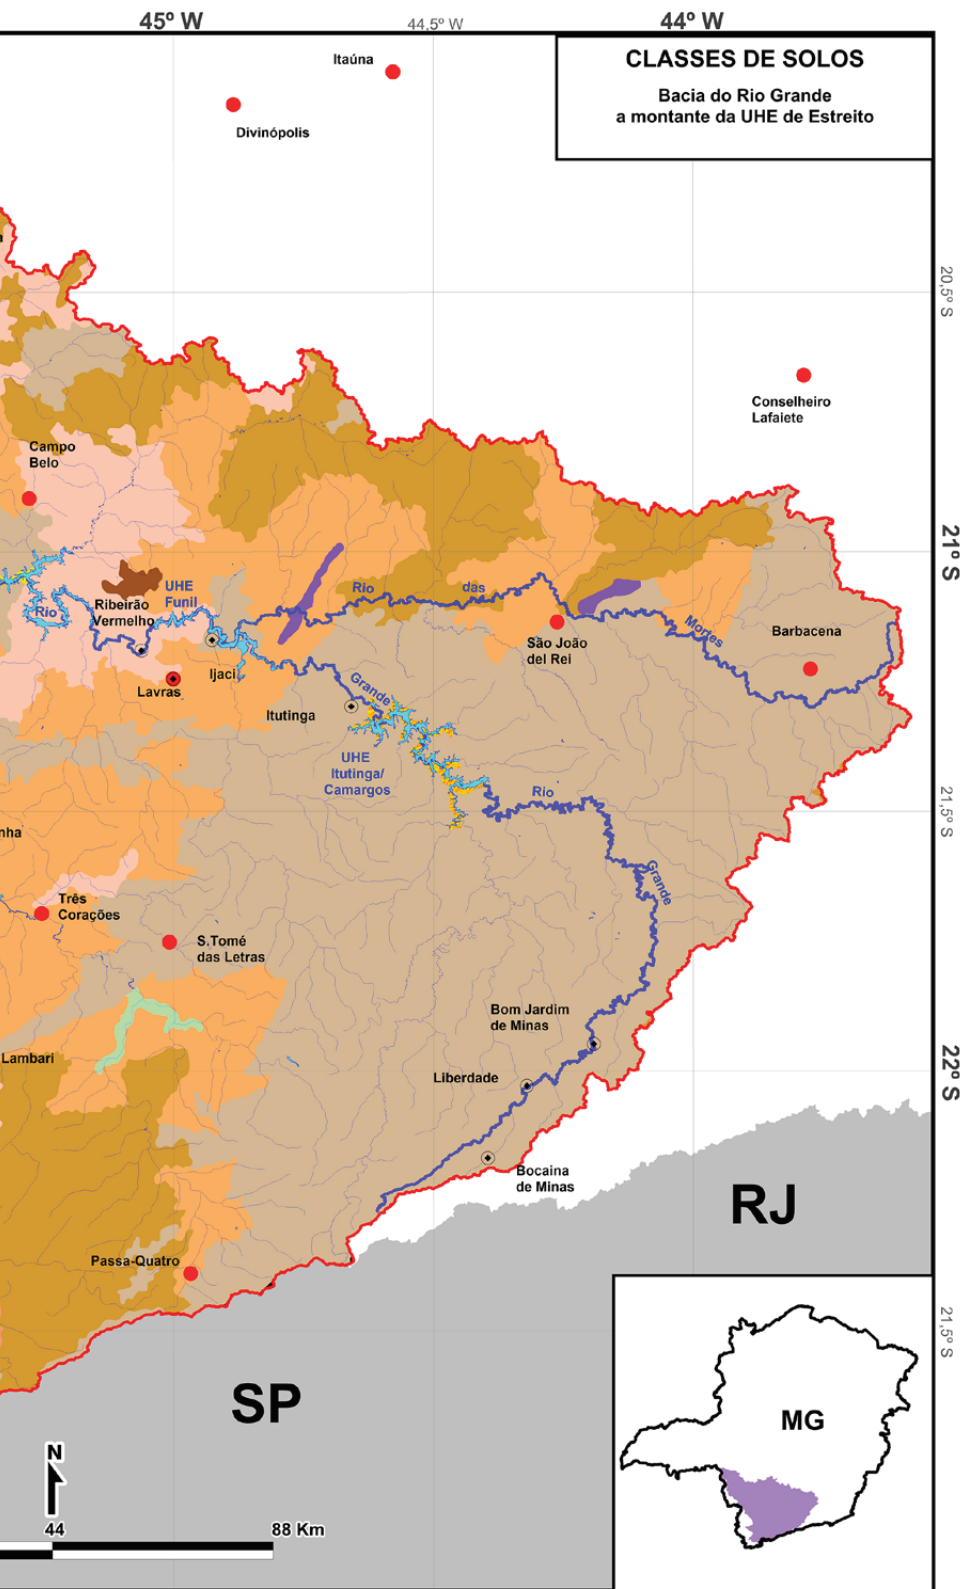 45º W
44,5º W
44º W
CLASSES DE SOLOS
Bacia do Rio Grande
a montante da UHE de Estreito
Itaúna
Divinópolis
20,5º S
Conselheiro
Lafaiete
Campo
Belo
21º S
UHE
Funil
Rio
das
Mortes
Rio
Ribeirão
Vermelho
São João
del Rei
Barbacena
Ijaci
Lavras
Grande
Itutinga
UHE
Itutinga/
Camargos
Rio
21,5º S
nha
Grande
Três
Corações
S.Tomé
das Letras
Bom Jardim
de Minas
Lambari
22º S
Liberdade
Bocaina
de Minas
RJ
Passa-Quatro
21,5º S
SP
MG
N
44
88 Km